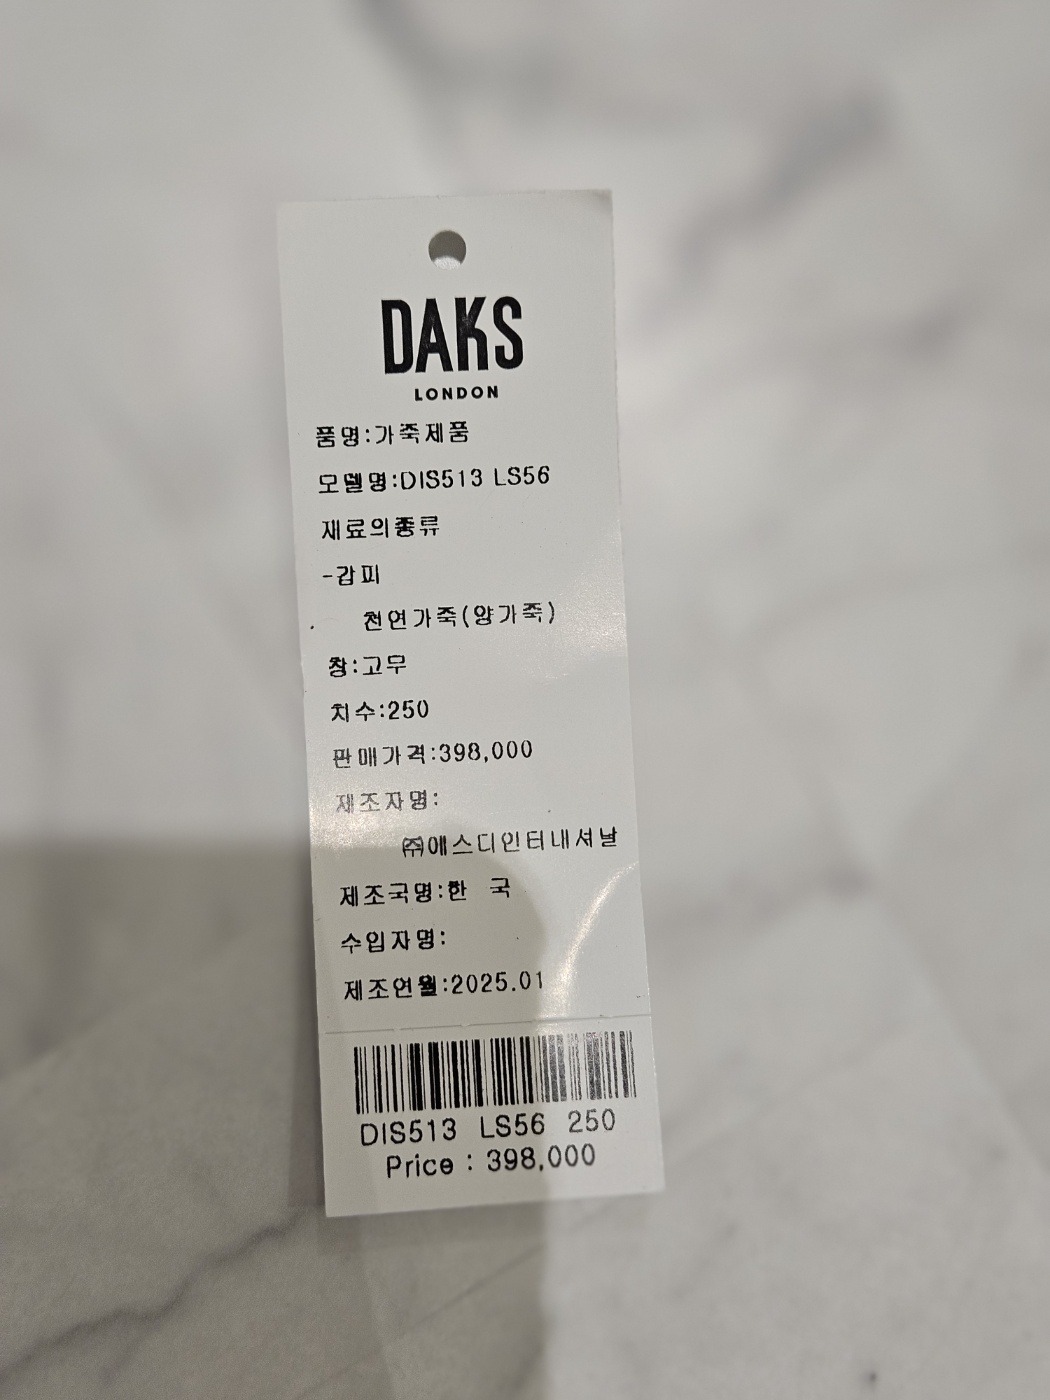 DAKS
LONDON
품명:가죽제품
모델명:DIS513 LS56
재료의종류
-갑피
천연가죽(양가죽)
창:고무
치수:250
판매가격:398,000
제조자명:
㈜에스디인터내셔날
제조국명:한 국
수입자명:
제조연월:2025.01
DIS513 LS56 250
Price : 398,000